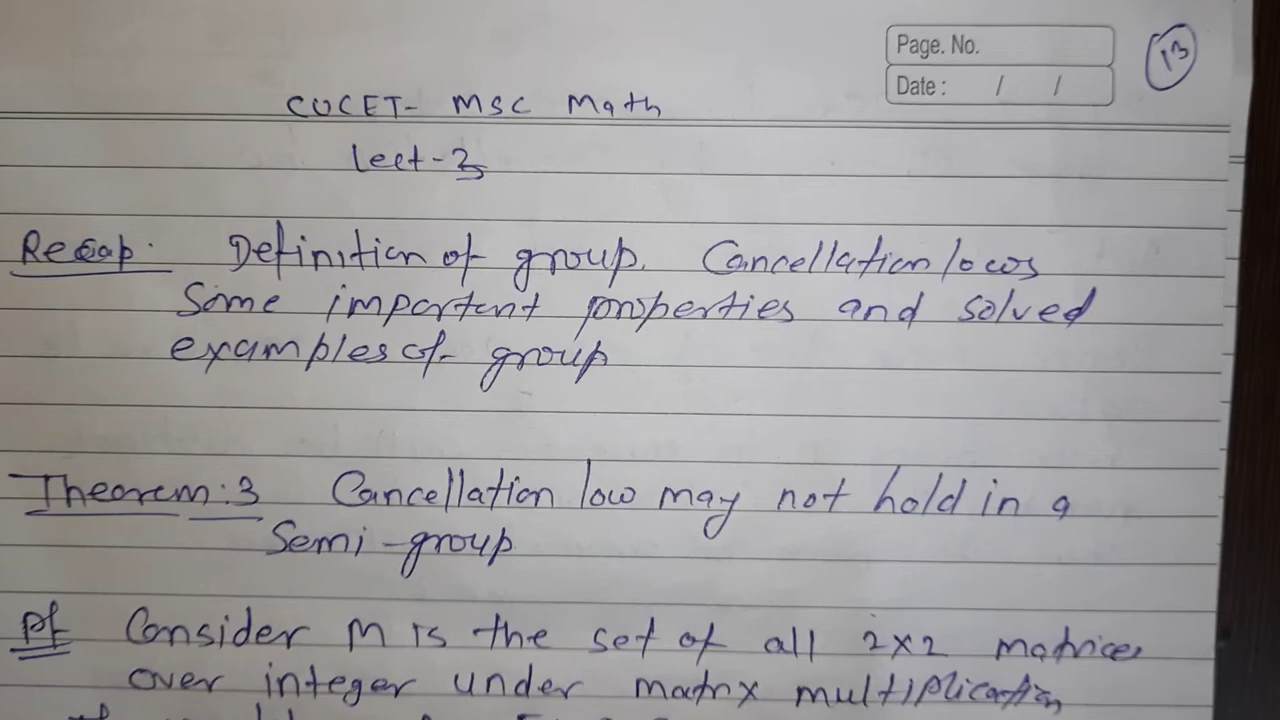 Page. No.
13
Date : / /
CUCET- MSC Math
Lect-3
Recap. Definition of group. Cancellation laws
Some important properties and solved
examples of group
Theorem:3 Cancellation law may not hold in a
Semi-group
Pf Consider M is the set of all 2×2 matrices
over integer under matrix multiplication